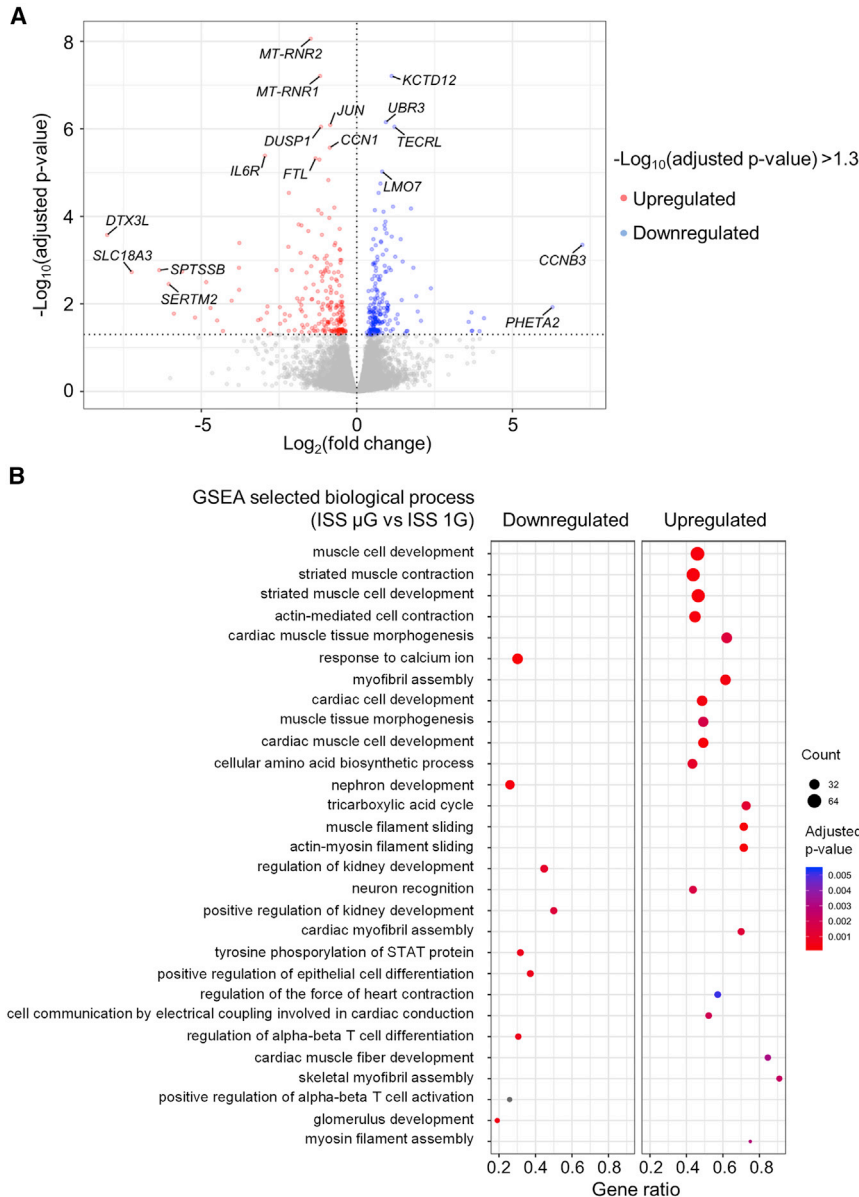 A
8
6
4
2
0
-Log10(adjusted p-value)
MT-RNR2
MT-RNR1
KCTD12
JUN
UBR3
DUSP1
CCN1
TECRL
IL6R
FTL
LMO7
DTX3L
SLC18A3
SPTSSB
SERTM2
CCNB3
PHETA2
-5
0
5
Log2(fold change)
-Log10(adjusted p-value) >1.3
Upregulated
Downregulated
B
GSEA selected biological process
(ISS µG vs ISS 1G)
Downregulated
Upregulated
muscle cell development
striated muscle contraction
striated muscle cell development
actin-mediated cell contraction
cardiac muscle tissue morphogenesis
response to calcium ion
myofibril assembly
cardiac cell development
muscle tissue morphogenesis
cardiac muscle cell development
cellular amino acid biosynthetic process
nephron development
tricarboxylic acid cycle
muscle filament sliding
actin-myosin filament sliding
regulation of kidney development
neuron recognition
positive regulation of kidney development
cardiac myofibril assembly
tyrosine phosporylation of STAT protein
positive regulation of epithelial cell differentiation
regulation of the force of heart contraction
cell communication by electrical coupling involved in cardiac conduction
regulation of alpha-beta T cell differentiation
cardiac muscle fiber development
skeletal myofibril assembly
positive regulation of alpha-beta T cell activation
glomerulus development
myosin filament assembly
0.2 0.4 0.6 0.8
0.2 0.4 0.6 0.8
Gene ratio
Count
32
64
Adjusted
p-value
0.005
0.004
0.003
0.002
0.001